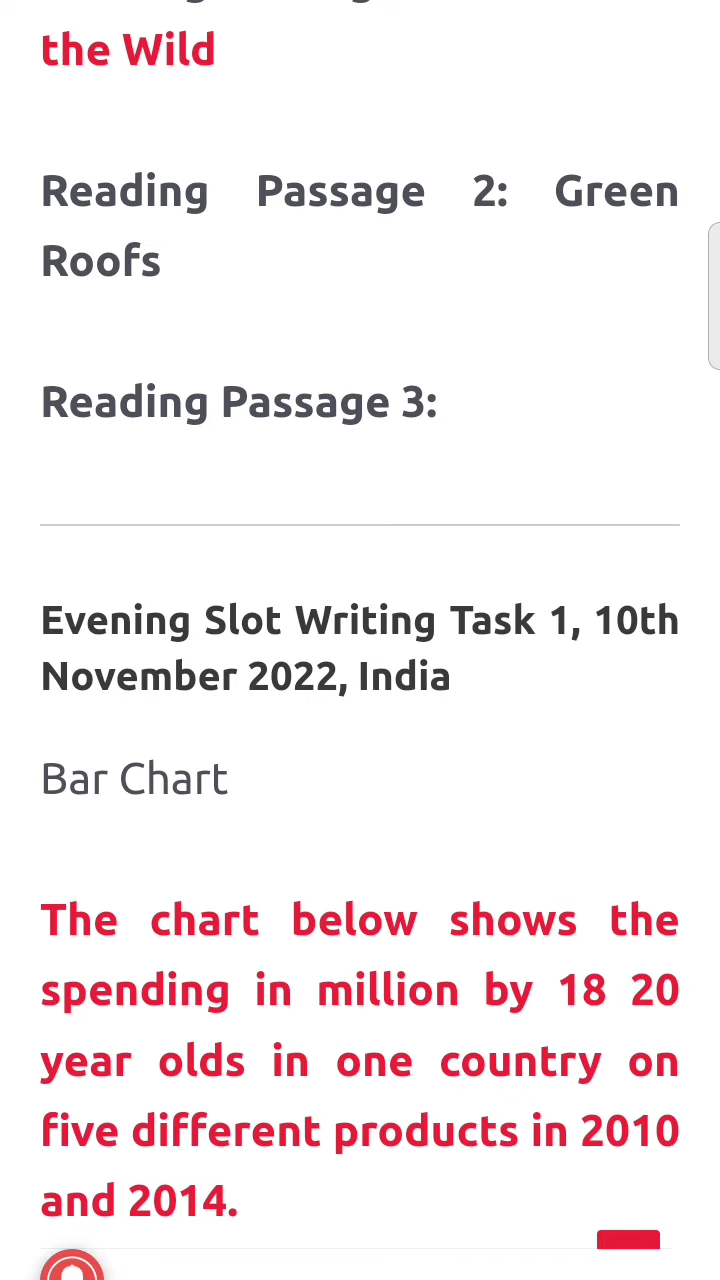 the Wild
Reading Passage 2: Green
Roofs
Reading Passage 3:
Evening Slot Writing Task 1, 10th
November 2022, India
Bar Chart
The chart below shows the
spending in million by 18 20
year olds in one country on
five different products in 2010
and 2014.